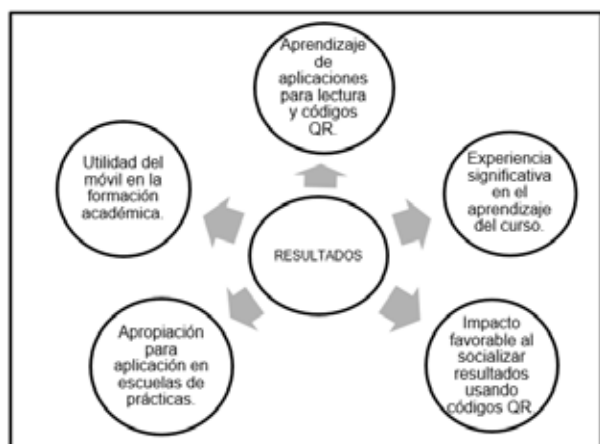 Aprendizaje
de
aplicaciones
para lectura
y códigos
QR.
Utilidad del
móvil en la
formación
académica.
Experiencia
significativa
en el
aprendizaje
del curso.
RESULTADOS
Apropiación
para
aplicación en
escuelas de
prácticas.
Impacto
favorable al
socializar
resultados
usando
códigos QR.